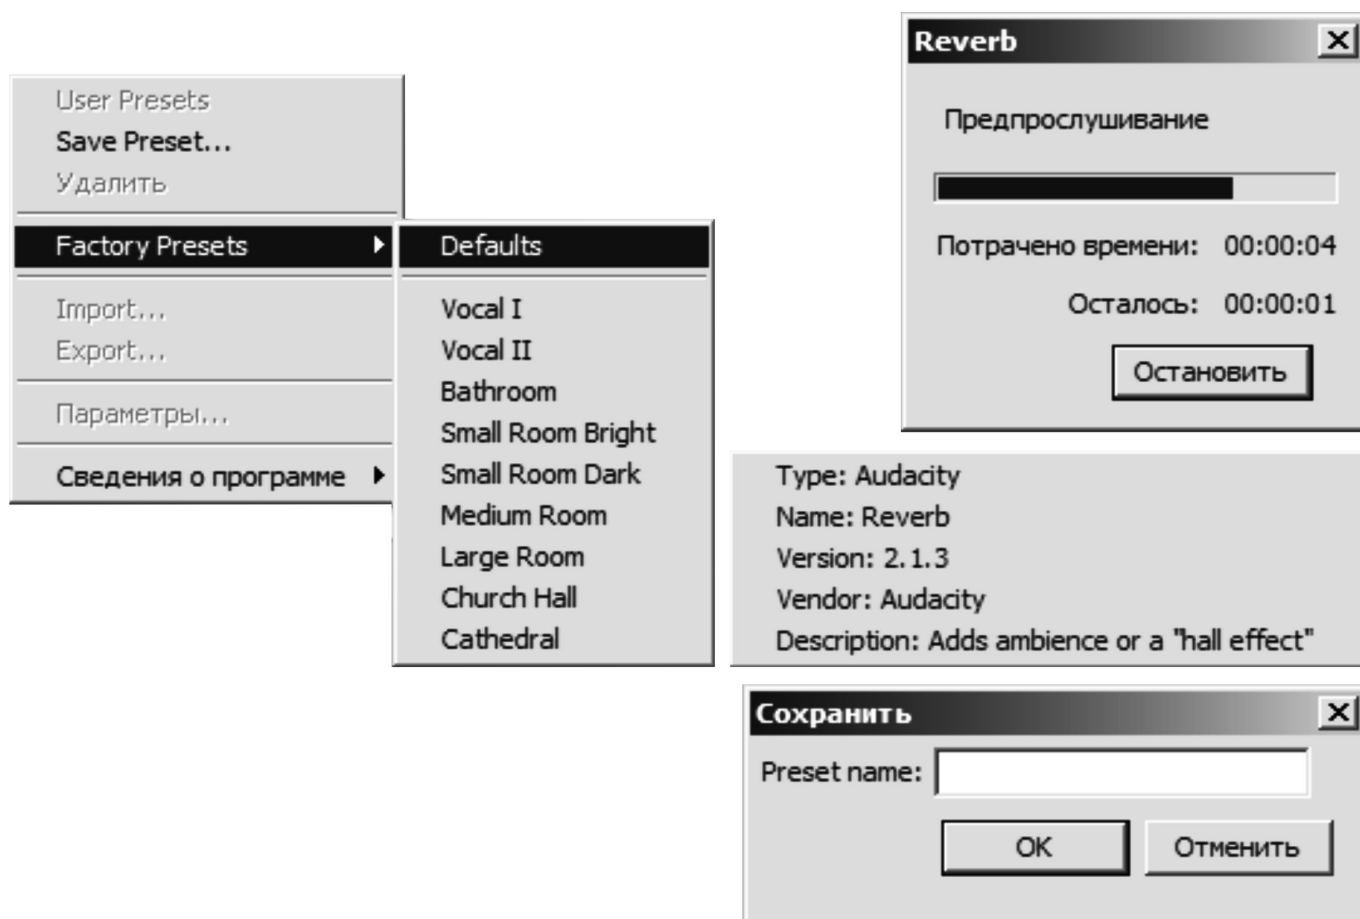 User Presets
Save Preset...
Удалить
Factory Presets
Import...
Export...
Параметры...
Сведения о программе
Defaults
Vocal I
Vocal II
Bathroom
Small Room Bright
Small Room Dark
Medium Room
Large Room
Church Hall
Cathedral
Reverb
Предпрослушивание
Потрачено времени: 00:00:04
Осталось: 00:00:01
Остановить
Type: Audacity
Name: Reverb
Version: 2.1.3
Vendor: Audacity
Description: Adds ambience or a "hall effect"
Сохранить
Preset name:
OK Отменить